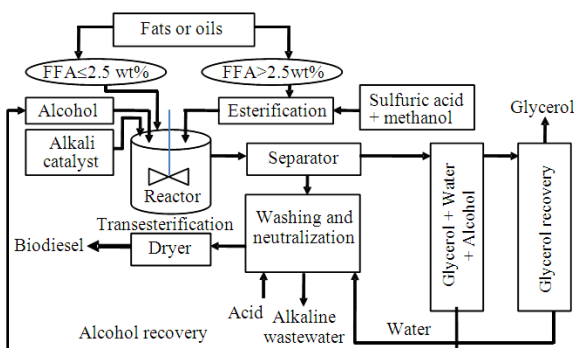 Fats or oils
FFA≤2.5 wt%
FFA>2.5wt%
Alcohol
Esterification
Sulfuric acid
+ methanol
Glycerol
Alkali
catalyst
Reactor
Separator
Transesterification
Washing and
neutralization
Biodiesel
Dryer
Glycerol + Water
+ Alcohol
Glycerol recovery
Acid
Alkaline
wastewater
Water
Alcohol recovery